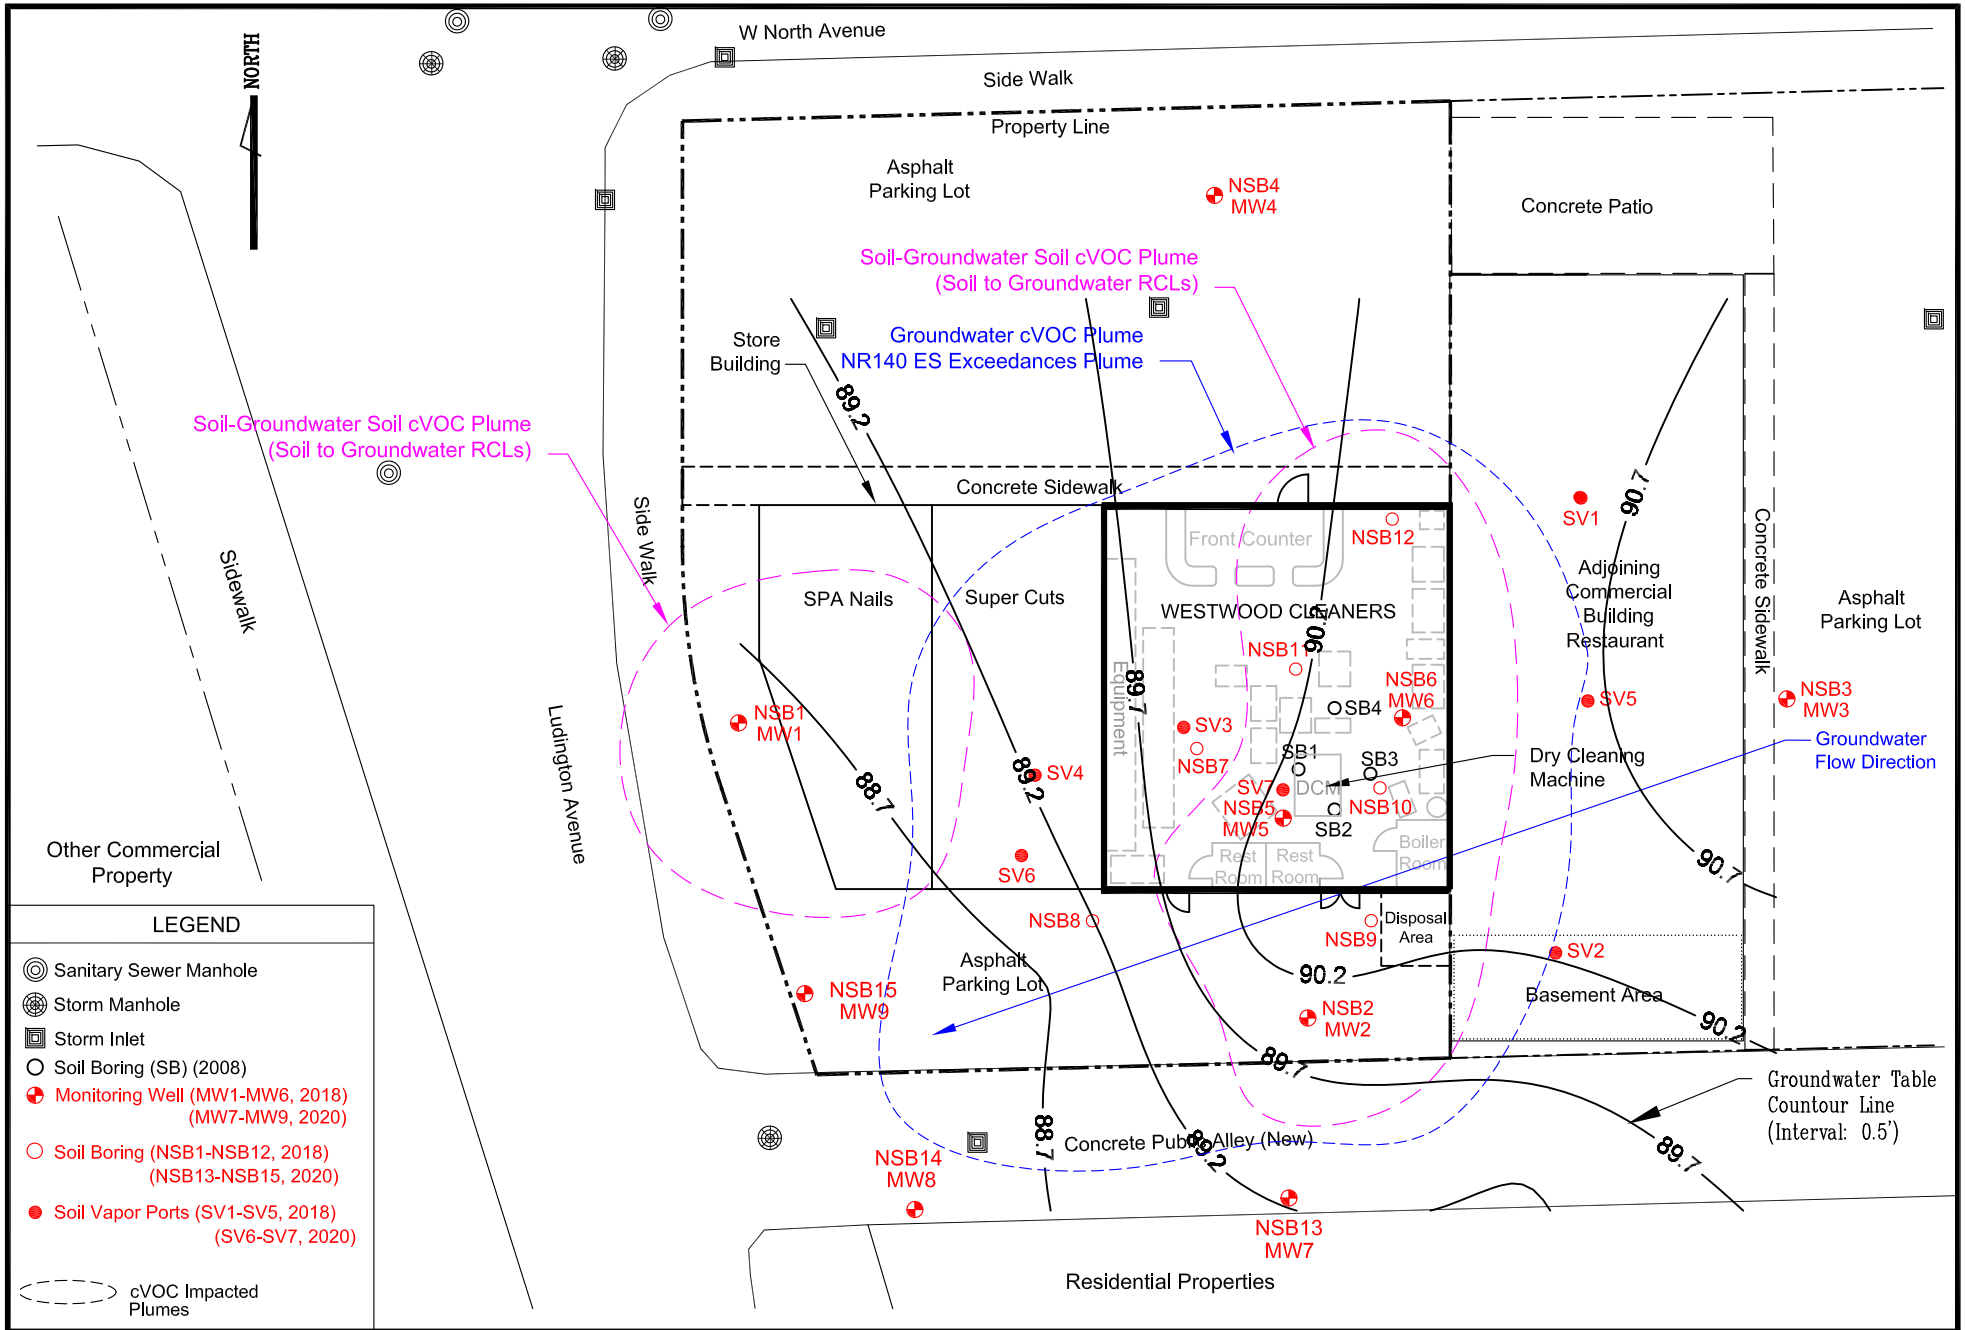 W North Avenue
NORTH
Side Walk
Property Line
Asphalt
Parking Lot
NSB4
MW4
Concrete Patio
Soil-Groundwater Soil cVOC Plume
(Soil to Groundwater RCLs)
Groundwater cVOC Plume
NR140 ES Exceedances Plume
Store
Building
89.2
Soil-Groundwater Soil cVOC Plume
(Soil to Groundwater RCLs)
Concrete Sidewalk
Side Walk
Sidewalk
90.7
SV1
Concrete Sidewalk
NSB12
Front Counter
SPA Nails
Super Cuts
WESTWOOD CLEANERS
90.2
Adjoining
Commercial
Building
Restaurant
Asphalt
Parking Lot
NSB11
Equipment
89.7
NSB6
MW6
SB4
SV5
NSB3
MW3
NSB1
MW1
Ludington Avenue
SV3
NSB7
SB1
SB3
Dry Cleaning
Machine
Groundwater
Flow Direction
SV4
89.2
88.7
SV7
DCM
NSB10
NSB5
MW5
SB2
Boiler
Room
Rest
Room
Rest
Room
SV6
90.7
Other Commercial
Property
NSB8
NSB9
Disposal
Area
SV2
Asphalt
Parking Lot
90.2
Basement Area
NSB15
MW9
NSB2
MW2
90.2
89.7
Groundwater Table
Countour Line
(Interval: 0.5')
88.7
Concrete Public Alley (New)
89.2
89.7
NSB14
MW8
NSB13
MW7
Residential Properties
LEGEND
Sanitary Sewer Manhole
Storm Manhole
Storm Inlet
Soil Boring (SB) (2008)
Monitoring Well (MW1-MW6, 2018)
(MW7-MW9, 2020)
Soil Boring (NSB1-NSB12, 2018)
(NSB13-NSB15, 2020)
Soil Vapor Ports (SV1-SV5, 2018)
(SV6-SV7, 2020)
cVOC Impacted
Plumes